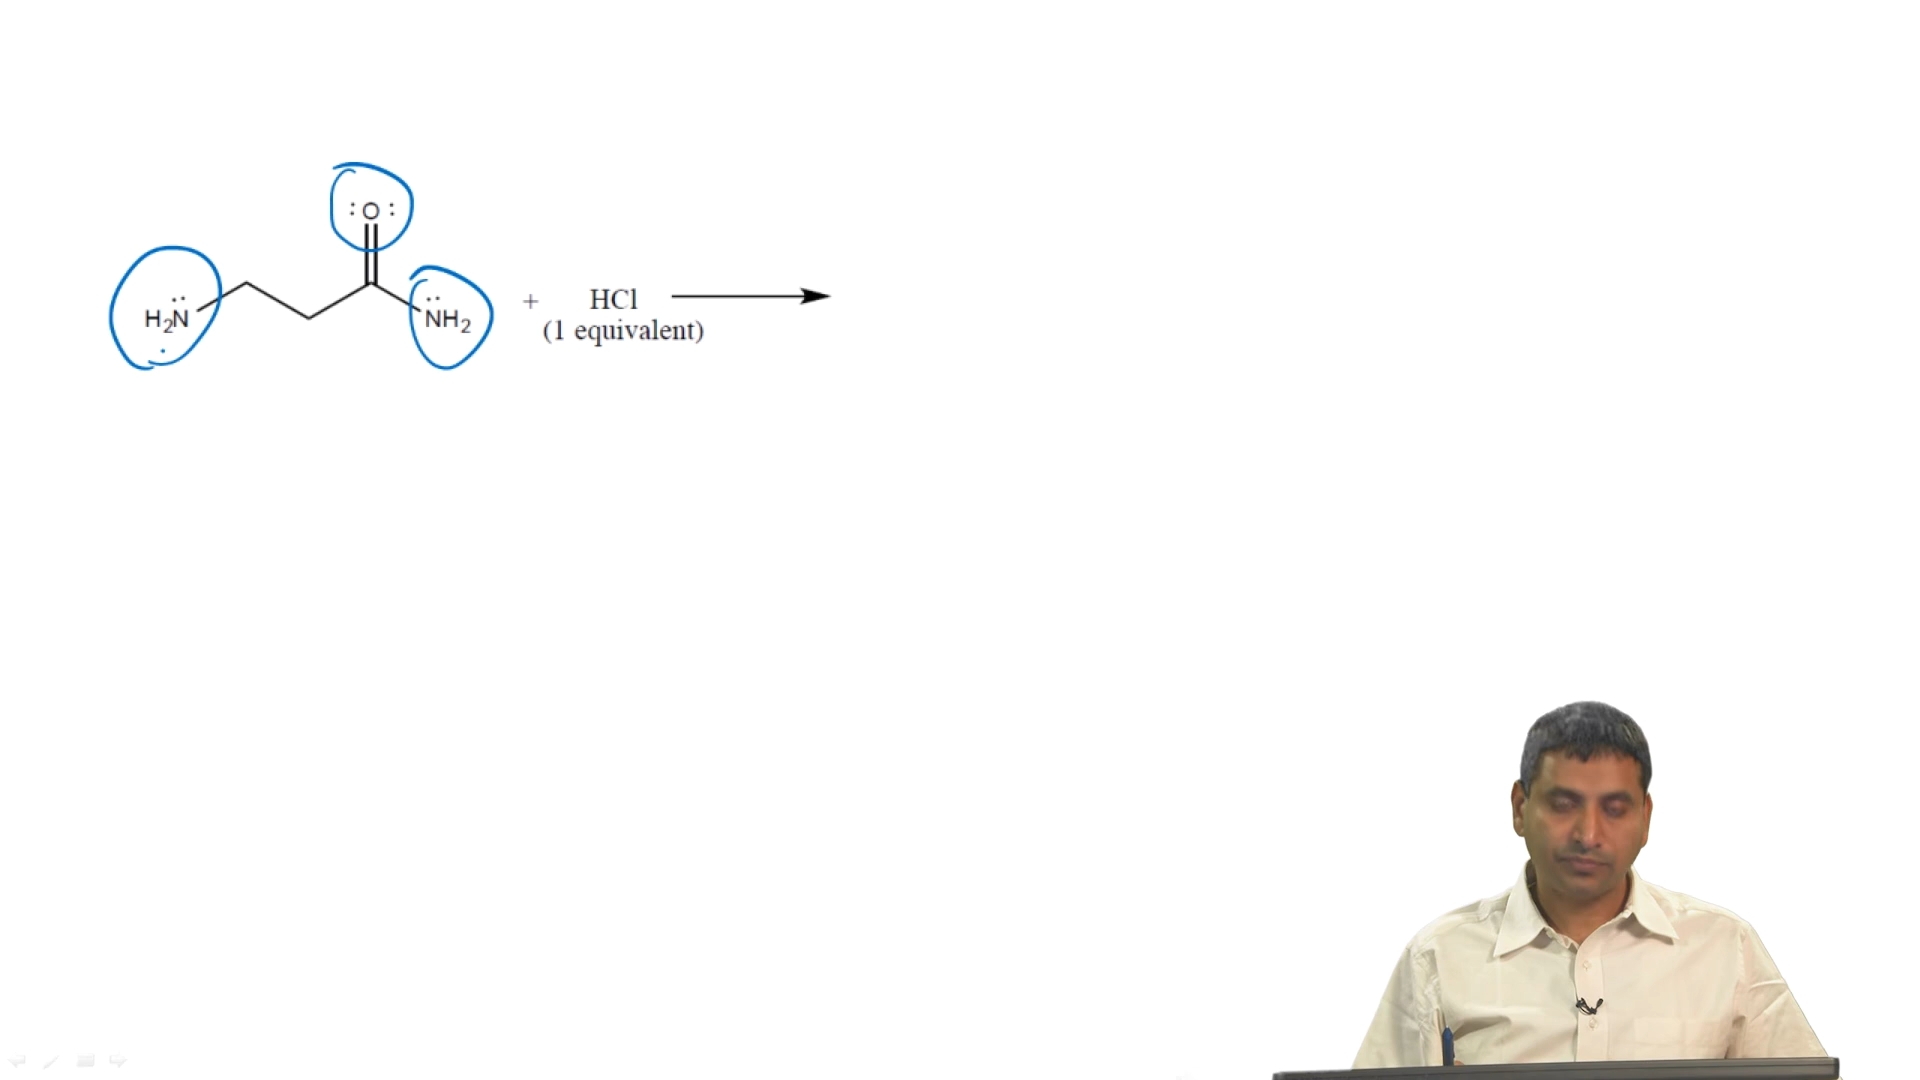 :O:
H₂N
NH₂
+ HCl
(1 equivalent)